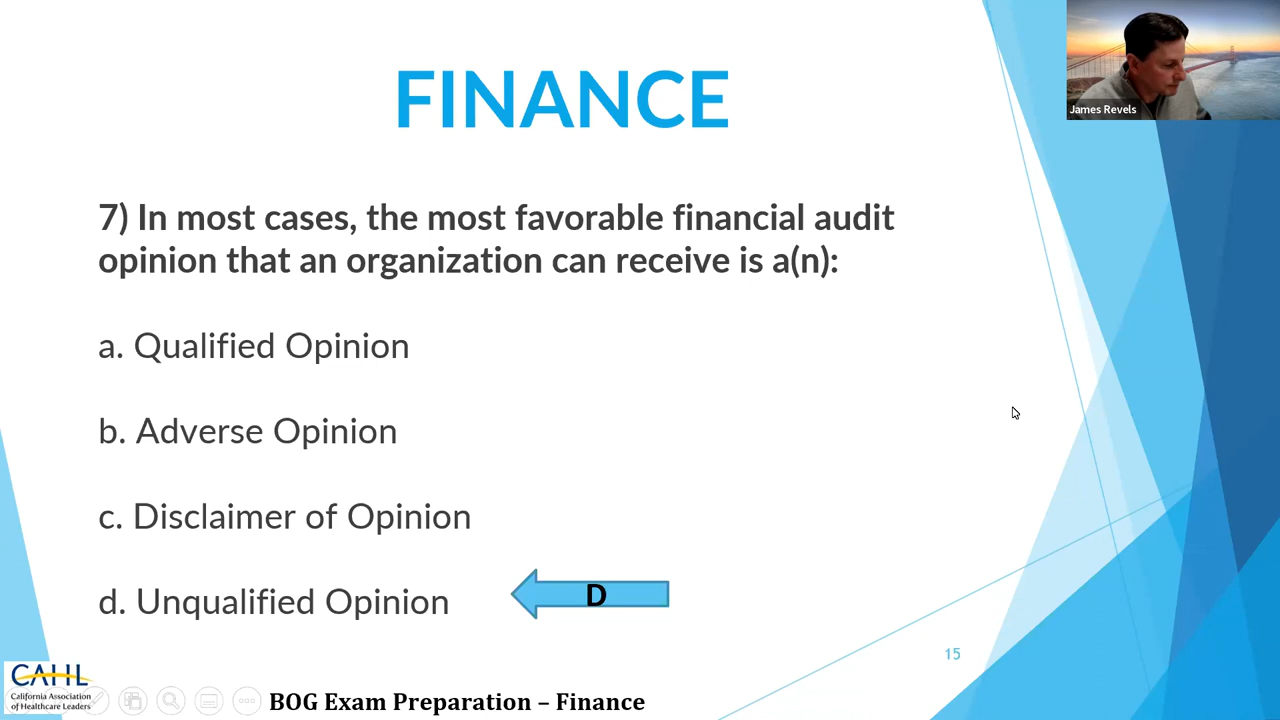 James Revels
FINANCE
7) In most cases, the most favorable financial audit
opinion that an organization can receive is a(n):
a. Qualified Opinion
b. Adverse Opinion
c. Disclaimer of Opinion
d. Unqualified Opinion
D
15
CAHL
California Association
of Healthcare Leaders
BOG Exam Preparation – Finance